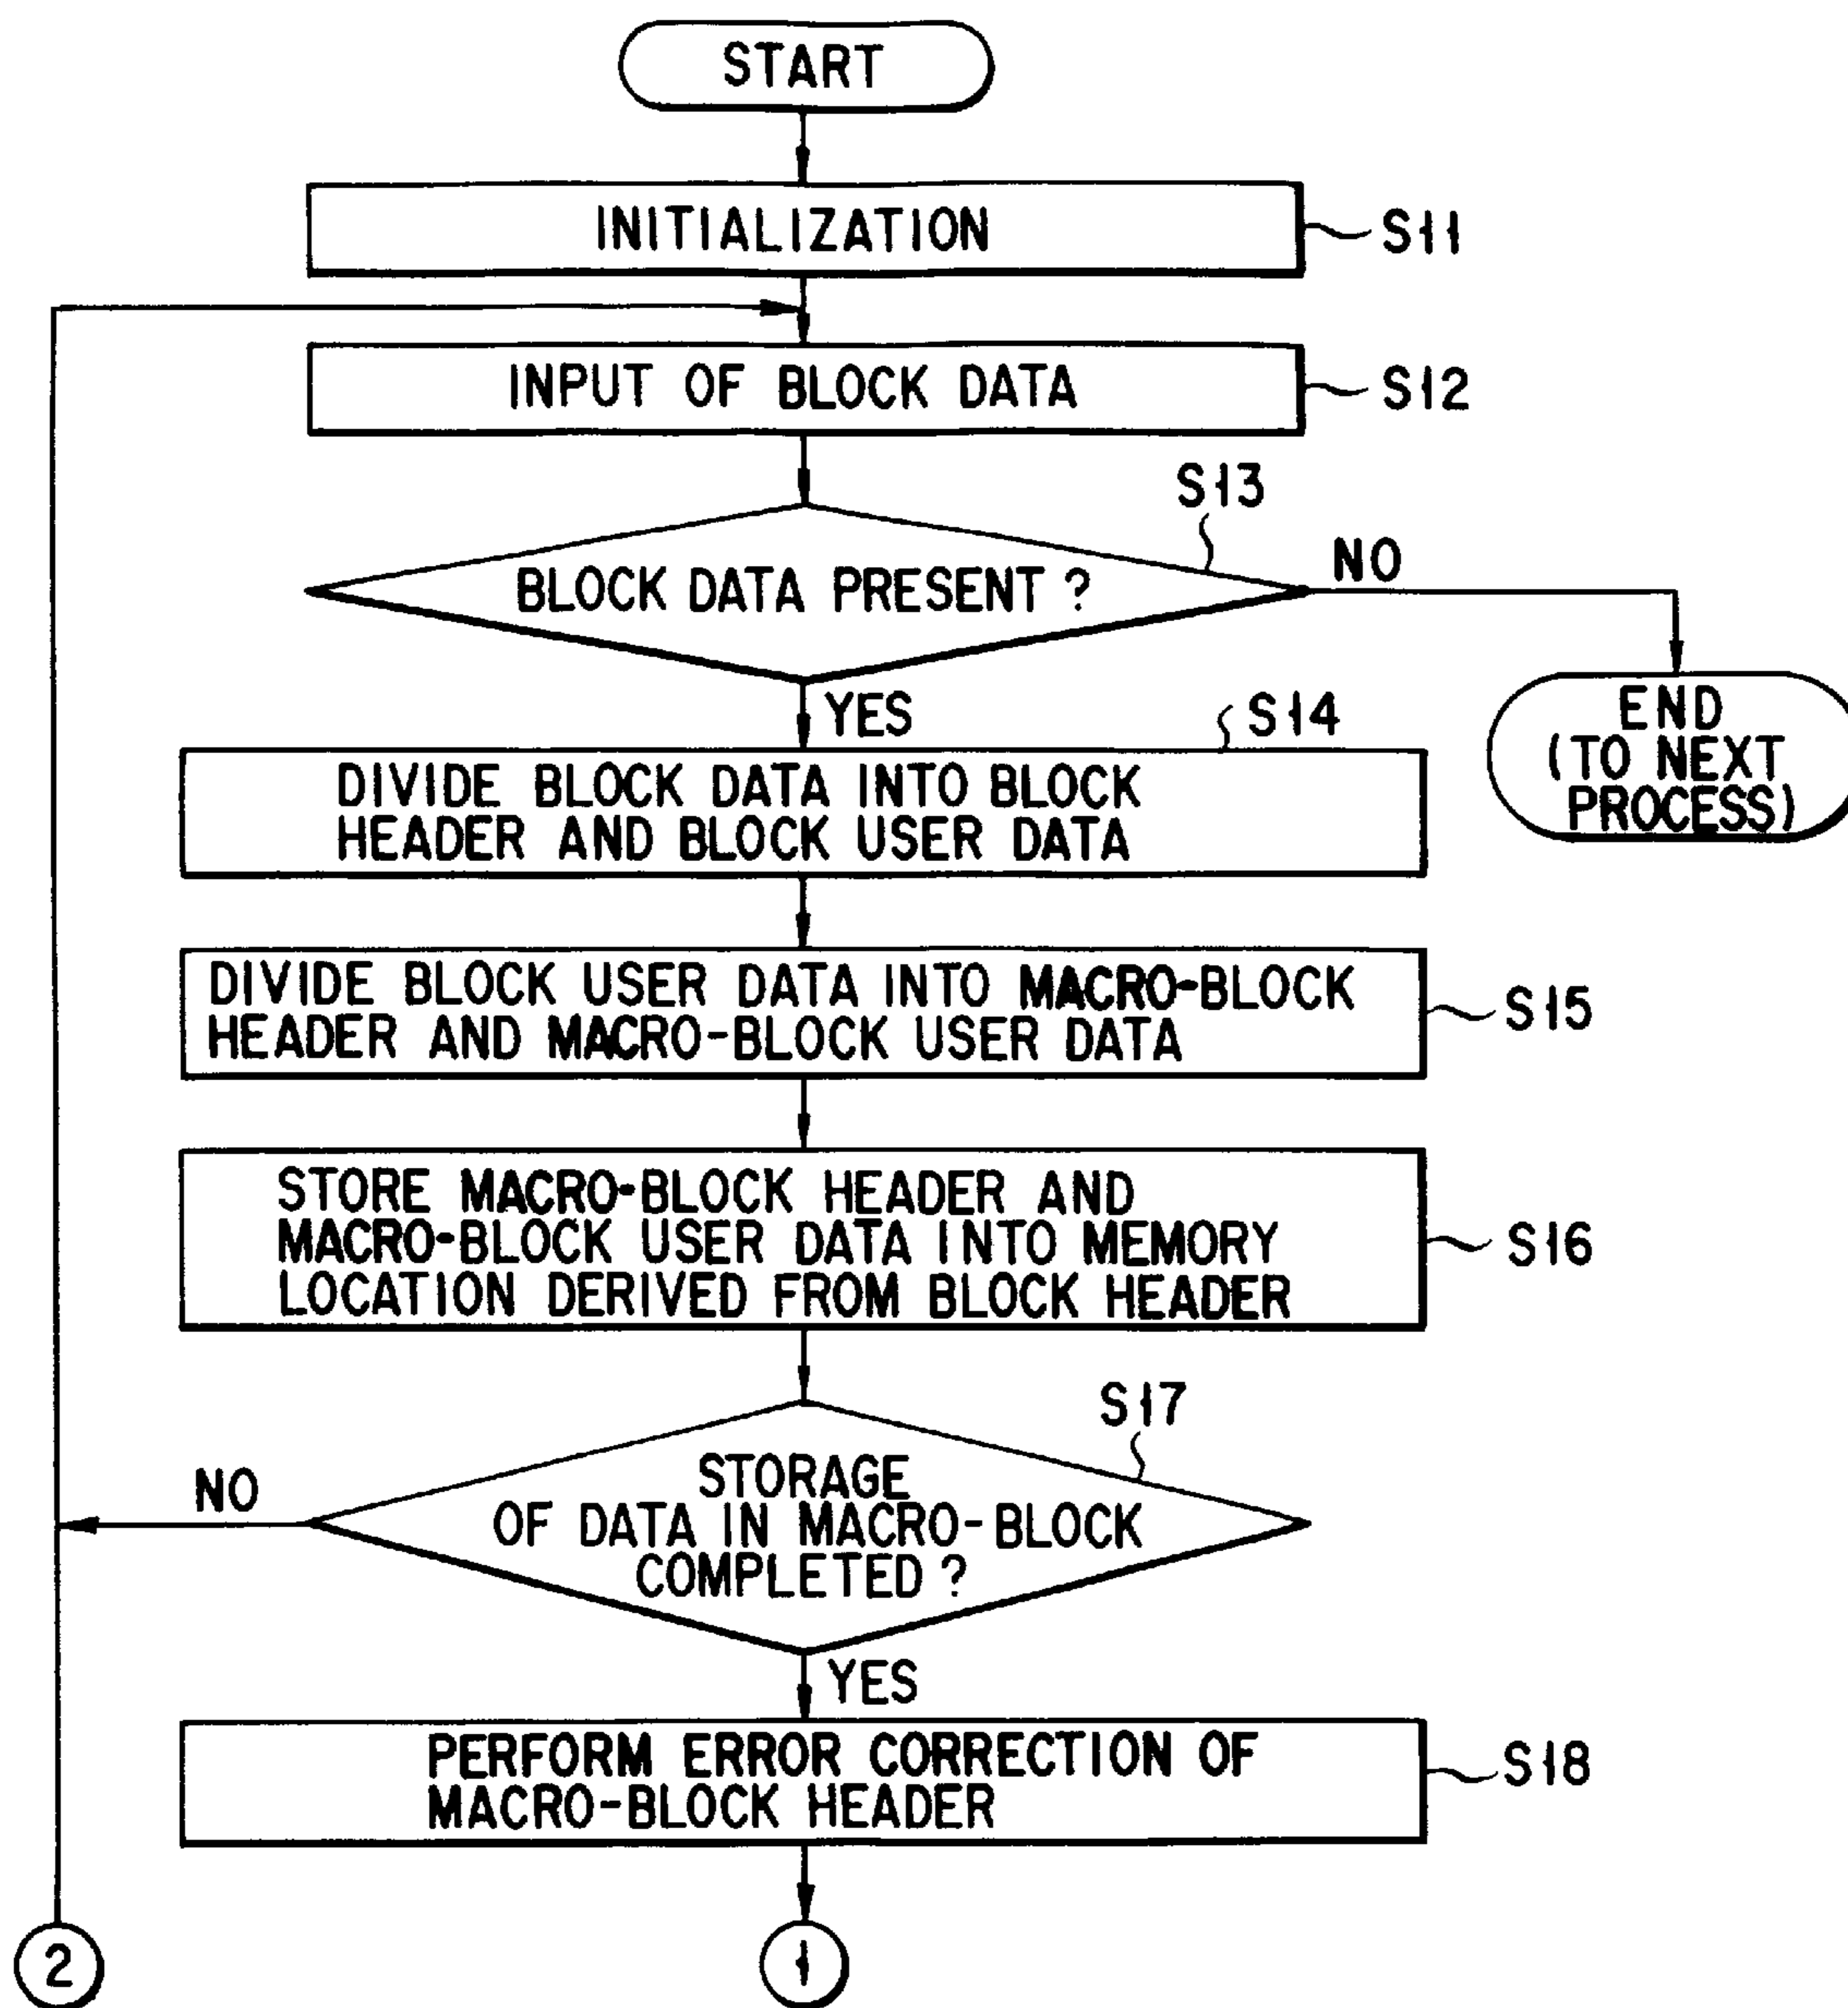 START
INITIALIZATION
S11
INPUT OF BLOCK DATA
S12
S13
BLOCK DATA PRESENT ?
NO
YES
S14
END
(TO NEXT
PROCESS)
DIVIDE BLOCK DATA INTO BLOCK
HEADER AND BLOCK USER DATA
DIVIDE BLOCK USER DATA INTO MACRO-BLOCK
HEADER AND MACRO-BLOCK USER DATA
S15
STORE MACRO-BLOCK HEADER AND
MACRO-BLOCK USER DATA INTO MEMORY
LOCATION DERIVED FROM BLOCK HEADER
S16
S17
NO
STORAGE
OF DATA IN MACRO-BLOCK
COMPLETED ?
YES
PERFORM ERROR CORRECTION OF
MACRO-BLOCK HEADER
S18
2
1